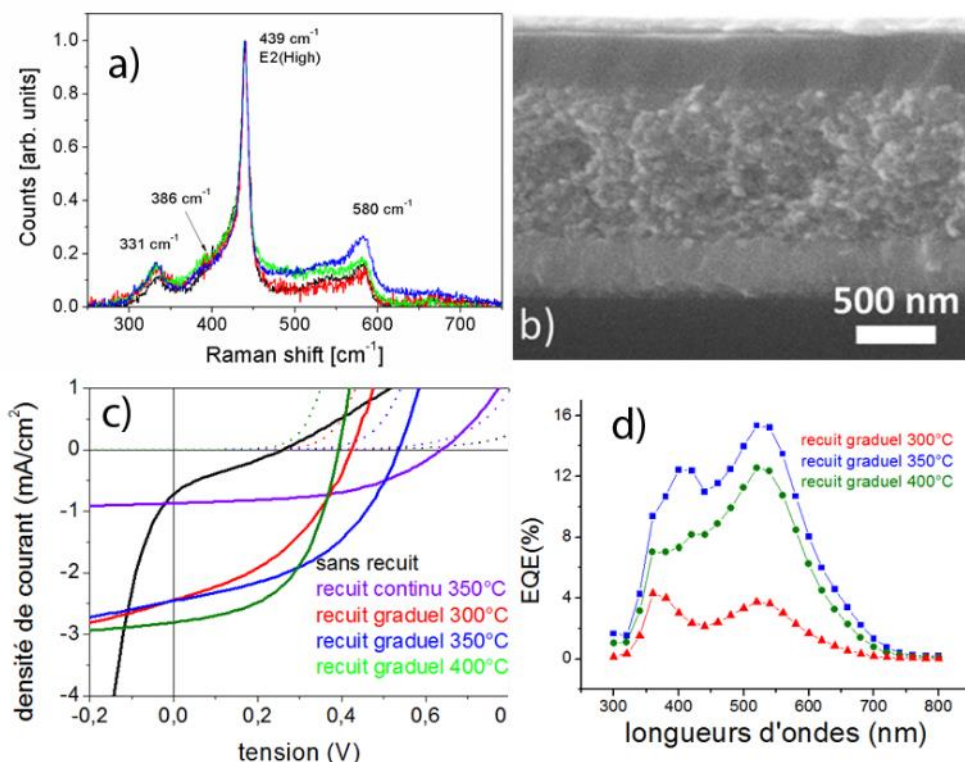 a)
439 cm⁻¹
E2(High)
386 cm⁻¹
331 cm⁻¹
580 cm⁻¹
Counts [arb. units]
1.0
0.8
0.6
0.4
0.2
0.0
300 400 500 600 700
Raman shift [cm⁻¹]
b)
500 nm
c)
densité de courant (mA/cm²)
1
0
-1
-2
-3
-4
sans recuit
recuit continu 350°C
recuit graduel 300°C
recuit graduel 350°C
recuit graduel 400°C
-0,2 0,0 0,2 0,4 0,6
tension (V)
d)
EQE(%)
16
12
8
4
0
recuit graduel 300°C
recuit graduel 350°C
recuit graduel 400°C
300 400 500 600 700 800
longueurs d'ondes (nm)